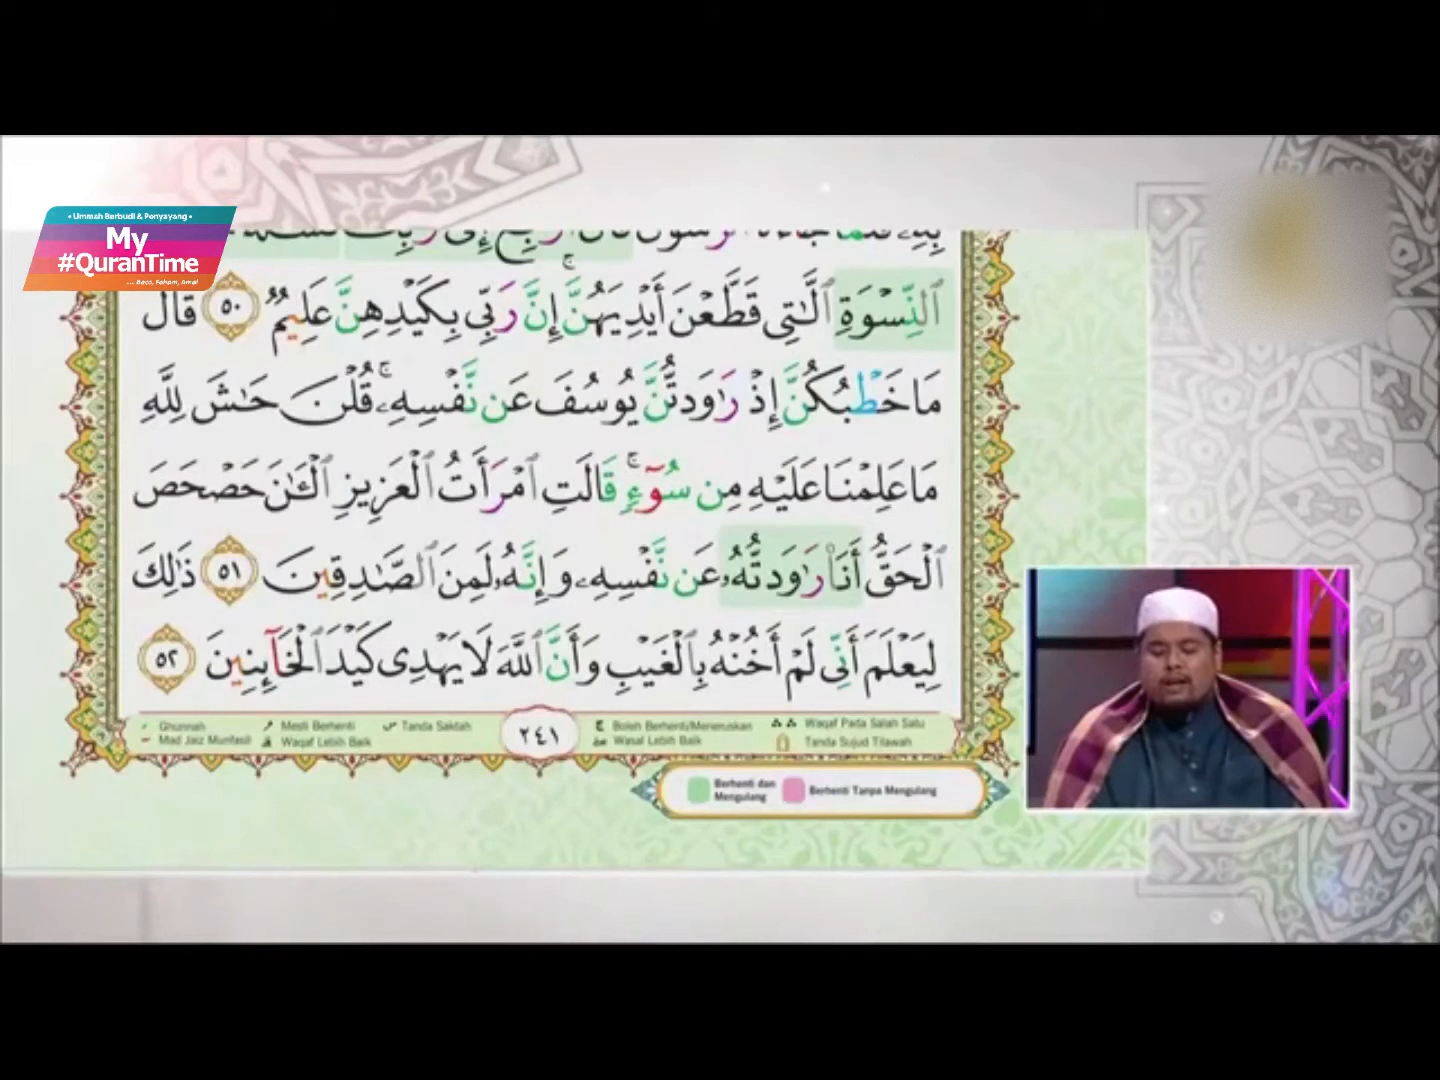 • Ummah Berbudi & Penyayang •
My
#QuranTime
... Baca, Faham, Amal
ٱلنِّسْوَةِ ٱلَّـٰتِى قَطَّعْنَ أَيْدِيَهُنَّ ۚ إِنَّ رَبِّى بِكَيْدِهِنَّ عَلِيمٌ ٥٠ قَالَ
مَا خَطْبُكُنَّ إِذْ رَٰوَدتُّنَّ يُوسُفَ عَن نَّفْسِهِۦ ۚ قُلْنَ حَـٰشَ لِلَّهِ
مَا عَلِمْنَا عَلَيْهِ مِن سُوٓءٍ ۚ قَالَتِ ٱمْرَأَتُ ٱلْعَزِيزِ ٱلْـَٔـٰنَ حَصْحَصَ
ٱلْحَقُّ أَنَا۠ رَٰوَدتُّهُۥ عَن نَّفْسِهِۦ وَإِنَّهُۥ لَمِنَ ٱلصَّـٰدِقِينَ ٥١ ذَٰلِكَ
لِيَعْلَمَ أَنِّى لَمْ أَخُنْهُ بِٱلْغَيْبِ وَأَنَّ ٱللَّهَ لَا يَهْدِى كَيْدَ ٱلْخَآئِنِينَ ٥٢
Ghunnah Mesti Berhenti Tanda Saktah Boleh Berhenti/Meneruskan Waqaf Pada Salah Satu
Mad Jaiz Munfasil Waqaf Lebih Baik ٢٤١ Wasal Lebih Baik Tanda Sujud Tilawah
Berhenti dan Mengulang Berhenti Tanpa Mengulang